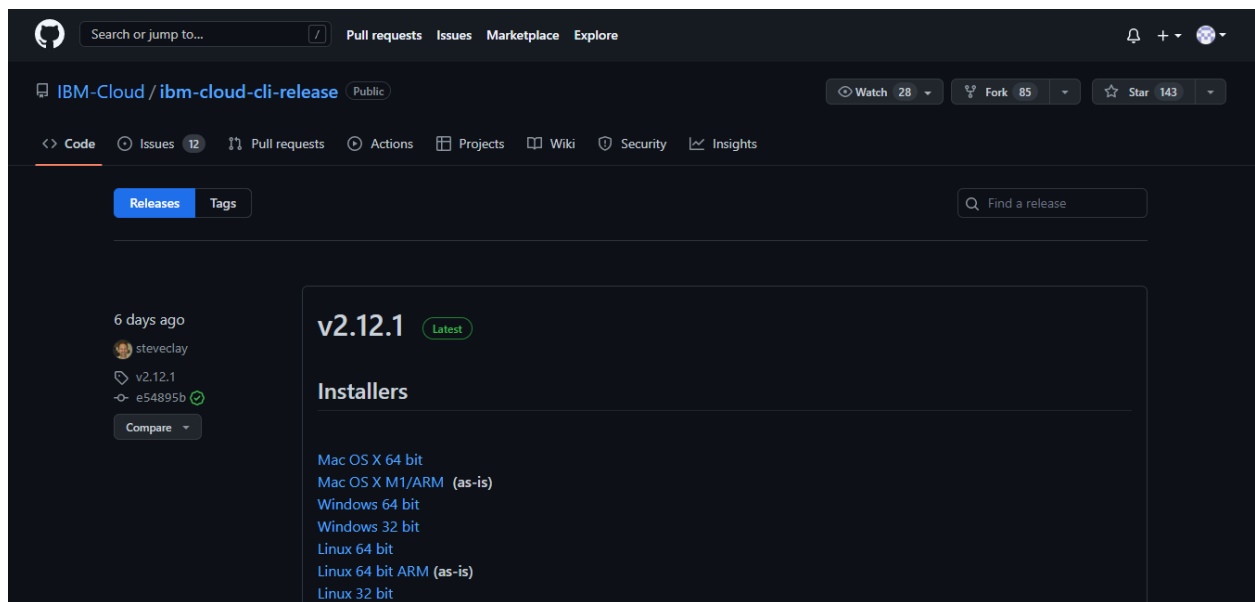 Search or jump to... / Pull requests Issues Marketplace Explore
IBM-Cloud / ibm-cloud-cli-release Public Watch 28 Fork 85 Star 143
Code Issues 12 Pull requests Actions Projects Wiki Security Insights
Releases Tags Find a release
6 days ago
steveclay
v2.12.1
e54895b
Compare
v2.12.1 Latest
Installers
Mac OS X 64 bit
Mac OS X M1/ARM (as-is)
Windows 64 bit
Windows 32 bit
Linux 64 bit
Linux 64 bit ARM (as-is)
Linux 32 bit